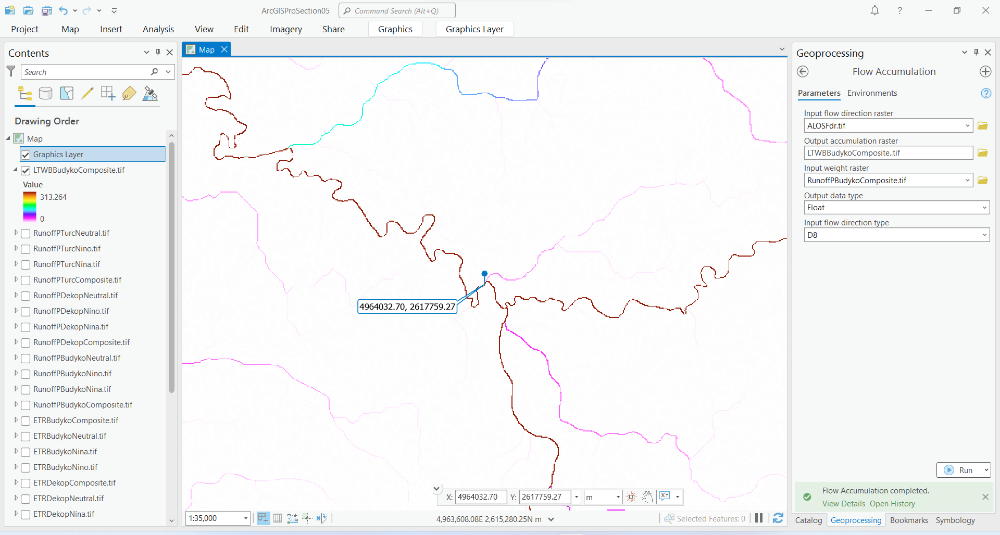 ArcGISProSection05
Command Search (Alt+Q)
Project
Map
Insert
Analysis
View
Edit
Imagery
Share
Graphics
Graphics Layer
Contents
Search
Drawing Order
Map
Graphics Layer
LTWBBudykoComposite.tif
Value
313.264
0
RunoffPTurcNeutral.tif
RunoffPTurcNino.tif
RunoffPTurcNina.tif
RunoffPTurcComposite.tif
RunoffPDekopNeutral.tif
RunoffPDekopNino.tif
RunoffPDekopNina.tif
RunoffPDekopComposite.tif
RunoffPBudykoNeutral.tif
RunoffPBudykoNino.tif
RunoffPBudykoNina.tif
RunoffPBudykoComposite.tif
ETRBudykoComposite.tif
ETRBudykoNeutral.tif
ETRBudykoNina.tif
ETRBudykoNino.tif
ETRDekopComposite.tif
ETRDekopNeutral.tif
ETRDekopNina.tif
Map
4964032.70, 2617759.27
X: 4964032.70 Y: 2617759.27 m XY
1:35,000
N
4,963,608.08E 2,615,280.25N m
Selected Features: 0
Geoprocessing
Flow Accumulation
Parameters Environments
Input flow direction raster
ALOSFdr.tif
Output accumulation raster
LTWBBudykoComposite..tif
Input weight raster
RunoffPBudykoComposite.tif
Output data type
Float
Input flow direction type
D8
Run
Flow Accumulation completed.
View Details Open History
Catalog Geoprocessing Bookmarks Symbology